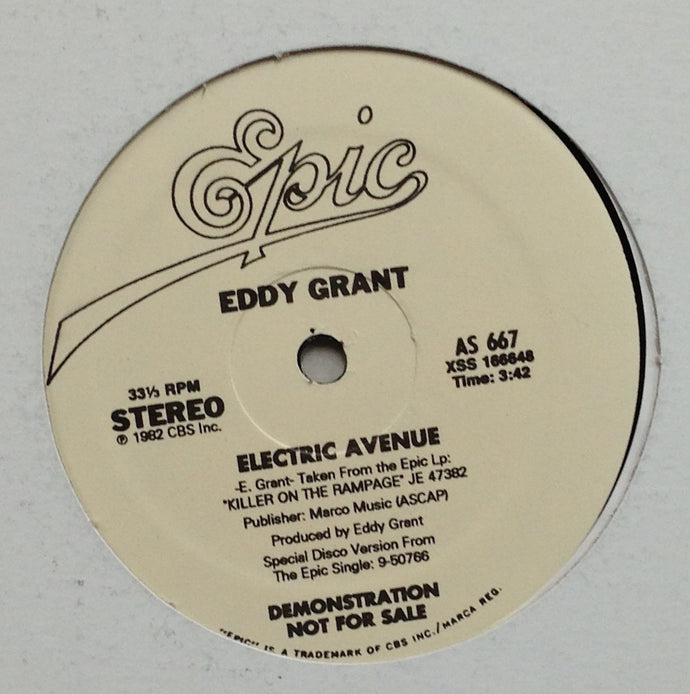 Epic
EDDY GRANT
33⅓ RPM
STEREO
℗ 1982 CBS Inc.
AS 667
XSS 166648
Time: 3:42
ELECTRIC AVENUE
-E. Grant- Taken From the Epic Lp:
"KILLER ON THE RAMPAGE" JE 47382
Publisher: Marco Music (ASCAP)
Produced by Eddy Grant
Special Disco Version From
The Epic Single: 9-50766
DEMONSTRATION
NOT FOR SALE
"EPIC" IS A TRADEMARK OF CBS INC./MARCA REG.